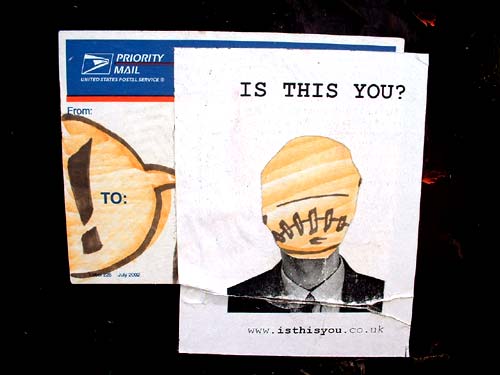 PRIORITY
MAIL
UNITED STATES POSTAL SERVICE ®
From:
TO:
July 2002
IS THIS YOU?
www.isthisyou.co.uk